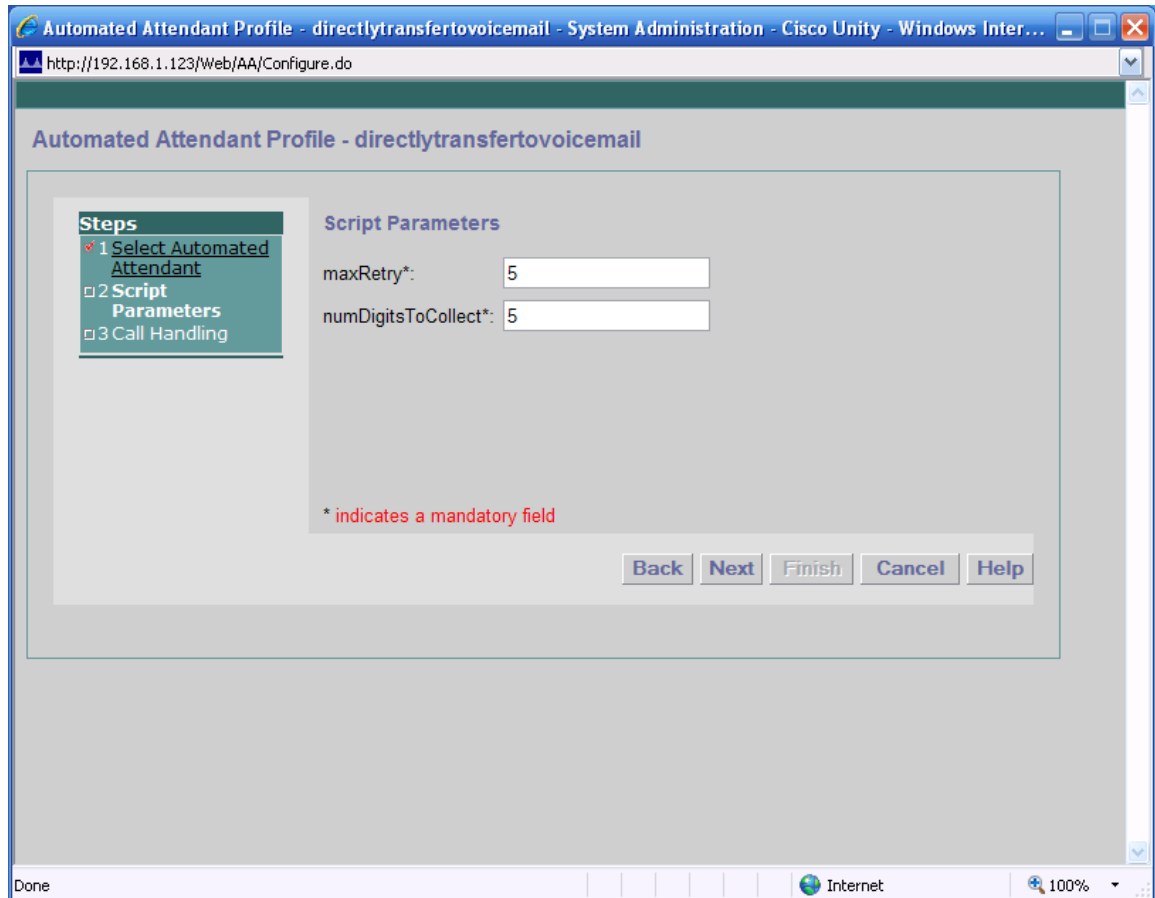 Automated Attendant Profile - directlytransfertovoicemail - System Administration - Cisco Unity - Windows Inter...
http://192.168.1.123/Web/AA/Configure.do
Automated Attendant Profile - directlytransfertovoicemail
Steps
1 Select Automated
Attendant
2 Script
Parameters
3 Call Handling
Script Parameters
maxRetry*: 5
numDigitsToCollect*: 5
* indicates a mandatory field
Back Next Finish Cancel Help
Done Internet 100%